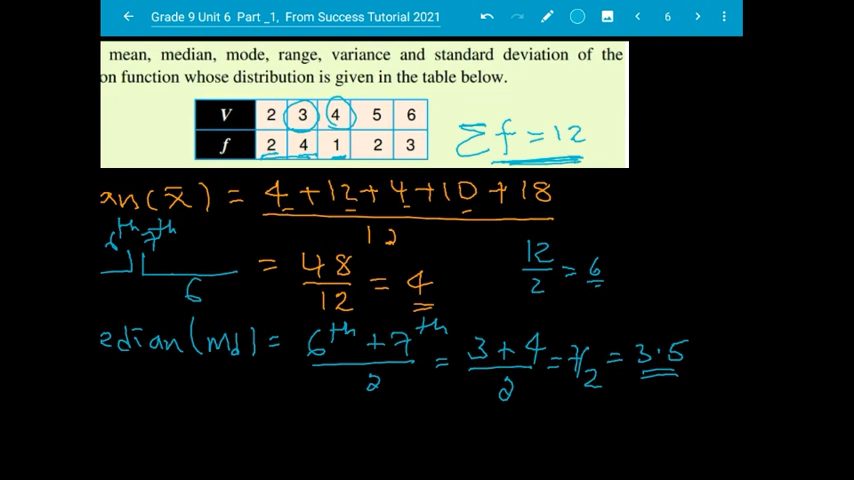 Grade 9 Unit 6 Part _1, From Success Tutorial 2021
6
mean, median, mode, range, variance and standard deviation of the
on function whose distribution is given in the table below.
V 2 3 4 5 6
f 2 4 1 2 3
∑ f = 12
ans(x̄) = 4+12+4+10+18
12
6th 7th
6
= 48/12 = 4
12/2 = 6
edian(md) = 6th + 7th / 2 = 3+4 / 2 = 7/2 = 3.5